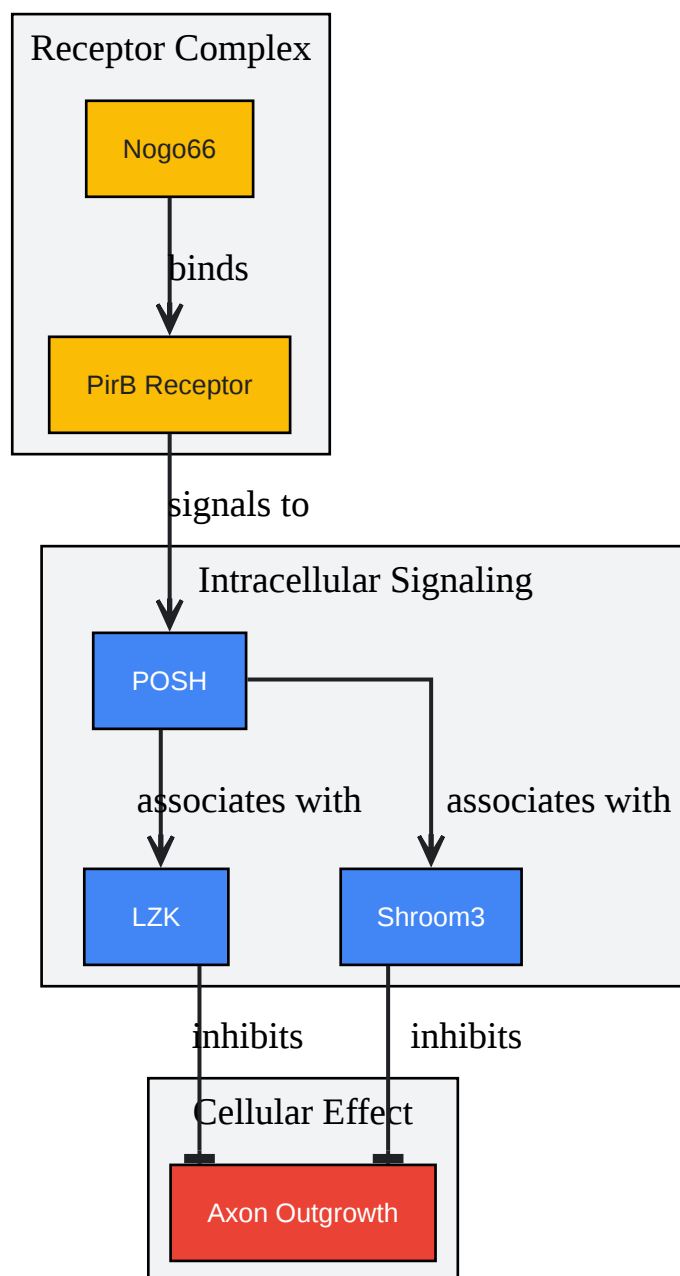 Receptor Complex
Nogo66
binds
PirB Receptor
signals to
Intracellular Signaling
POSH
associates with
associates with
LZK
Shroom3
inhibits
inhibits
Cellular Effect
Axon Outgrowth